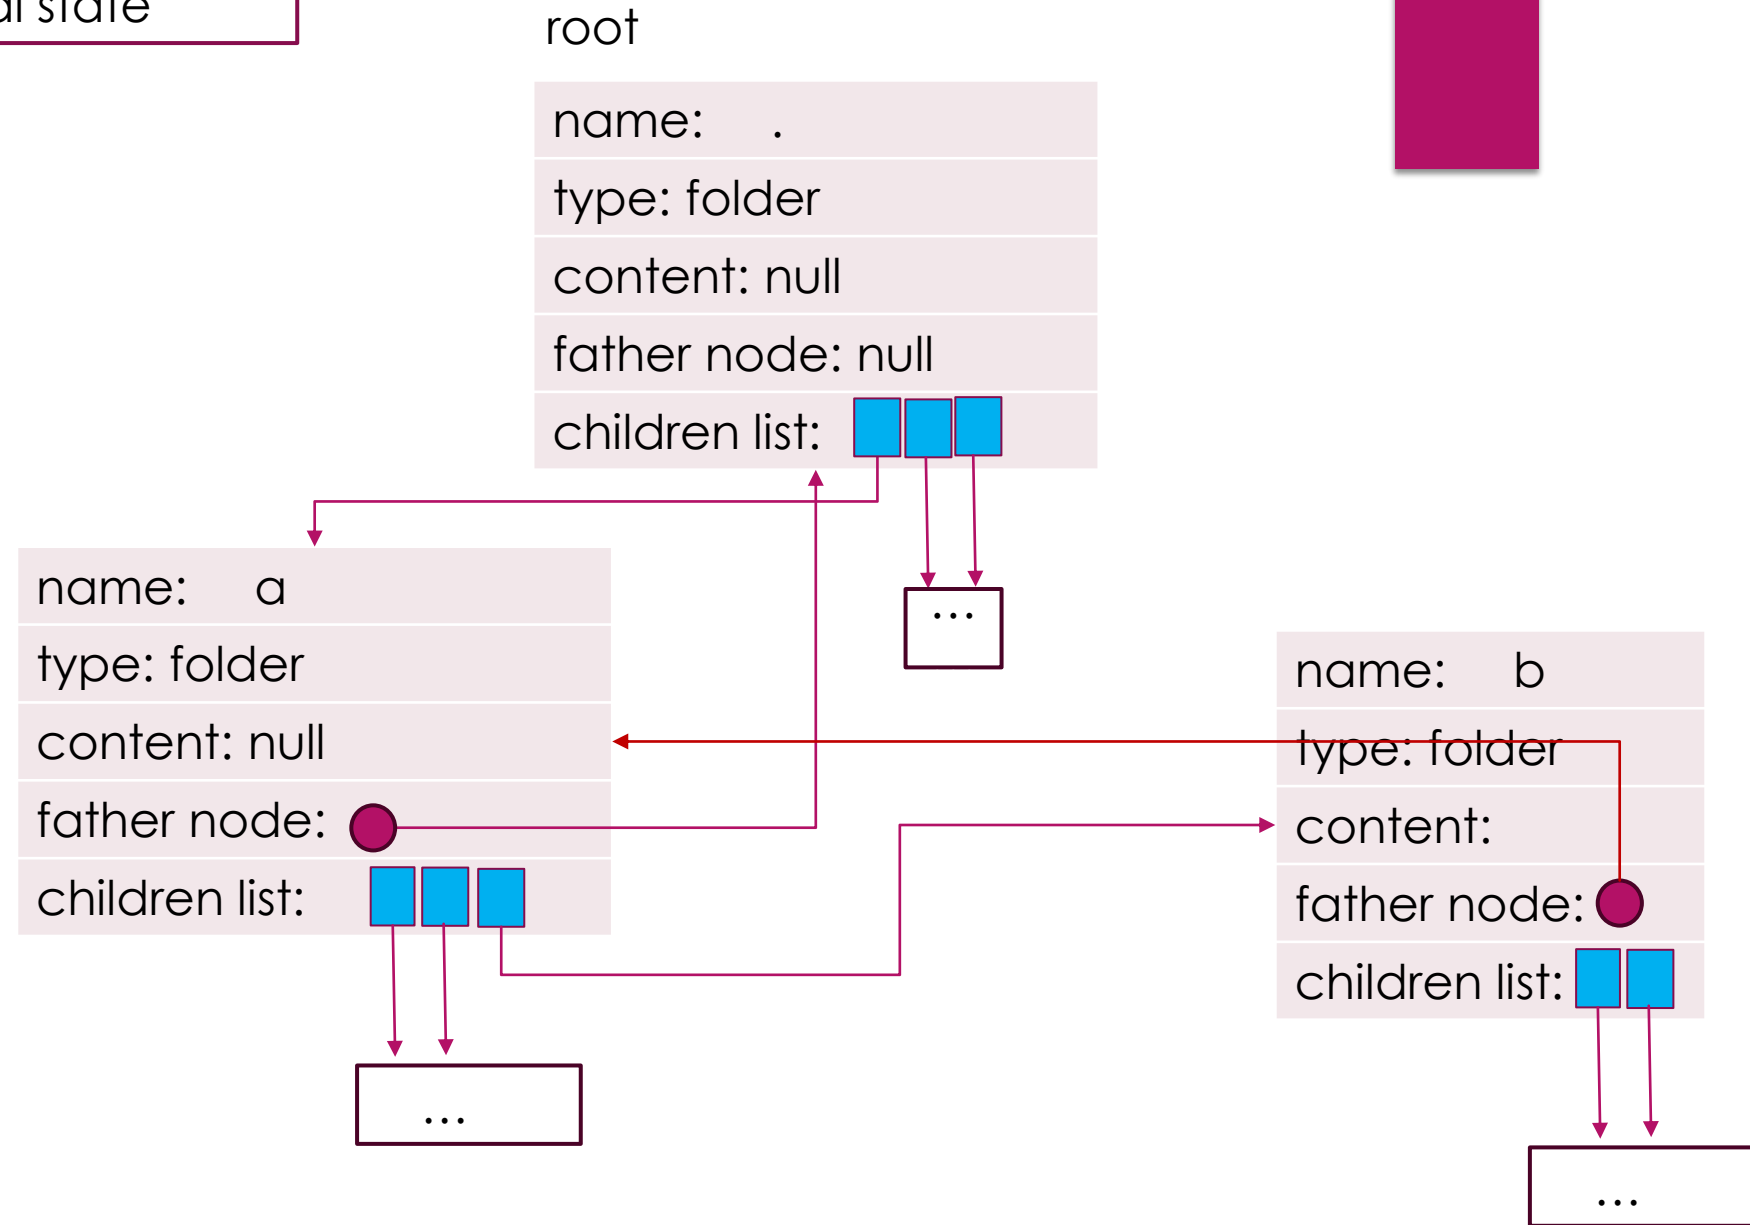 state
root
name: .
type: folder
content: null
father node: null
children list:
...
name: a
type: folder
content: null
father node:
children list:
...
name: b
type: folder
content:
father node:
children list:
...